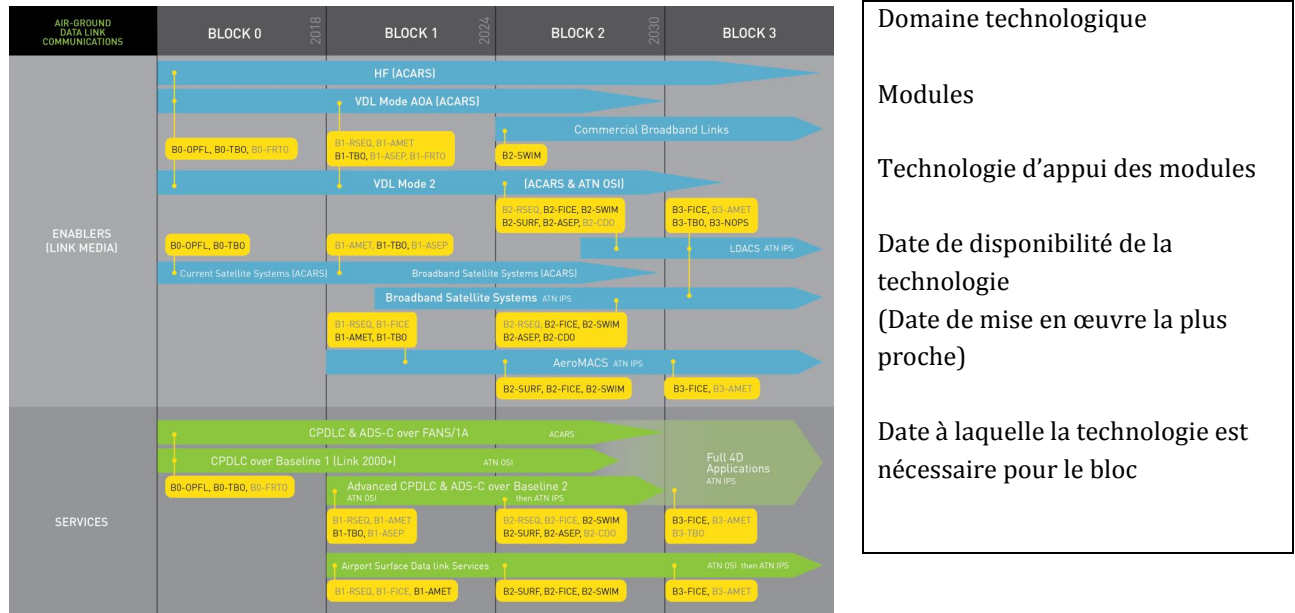 AIR-GROUND
DATA LINK
COMMUNICATIONS
BLOCK 0
2018
BLOCK 1
2024
BLOCK 2
2030
BLOCK 3
ENABLERS
(LINK MEDIA)
HF (ACARS)
VDL Mode AOA (ACARS)
Commercial Broadband Links
B0-OPFL, B0-TBO, B0-FRTO
B1-RSEQ, B1-AMET
B1-TBO, B1-ASEP, B1-FRTO
B2-SWIM
VDL Mode 2
(ACARS & ATN OSI)
B2-RSEQ, B2-FICE, B2-SWIM
B2-SURF, B2-ASEP, B2-CDO
B3-FICE, B3-AMET
B3-TBO, B3-NOPS
B0-OPFL, B0-TBO
B1-AMET, B1-TBO, B1-ASEP
LDACS ATN IPS
Current Satellite Systems (ACARS)
Broadband Satellite Systems (ACARS)
Broadband Satellite Systems ATN IPS
B1-RSEQ, B1-FICE
B1-AMET, B1-TBO
B2-RSEQ, B2-FICE, B2-SWIM
B2-ASEP, B2-CDO
AeroMACS ATN IPS
B2-SURF, B2-FICE, B2-SWIM
B3-FICE, B3-AMET
SERVICES
CPDLC & ADS-C over FANS/1A ACARS
CPDLC over Baseline 1 (Link 2000+) ATN OSI
Full 4D
Applications
ATN IPS
B0-OPFL, B0-TBO, B0-FRTO
Advanced CPDLC & ADS-C over Baseline 2
ATN OSI then ATN IPS
B1-RSEQ, B1-AMET
B1-TBO, B1-ASEP
B2-RSEQ, B2-FICE, B2-SWIM
B2-SURF, B2-ASEP, B2-CDO
B3-FICE, B3-AMET
B3-TBO
Airport Surface Data link Services
ATN OSI then ATN IPS
B1-RSEQ, B1-FICE, B1-AMET
B2-SURF, B2-FICE, B2-SWIM
B3-FICE, B3-AMET
Domaine technologique
Modules
Technologie d’appui des modules
Date de disponibilité de la
technologie
(Date de mise en œuvre la plus
proche)
Date à laquelle la technologie est
nécessaire pour le bloc